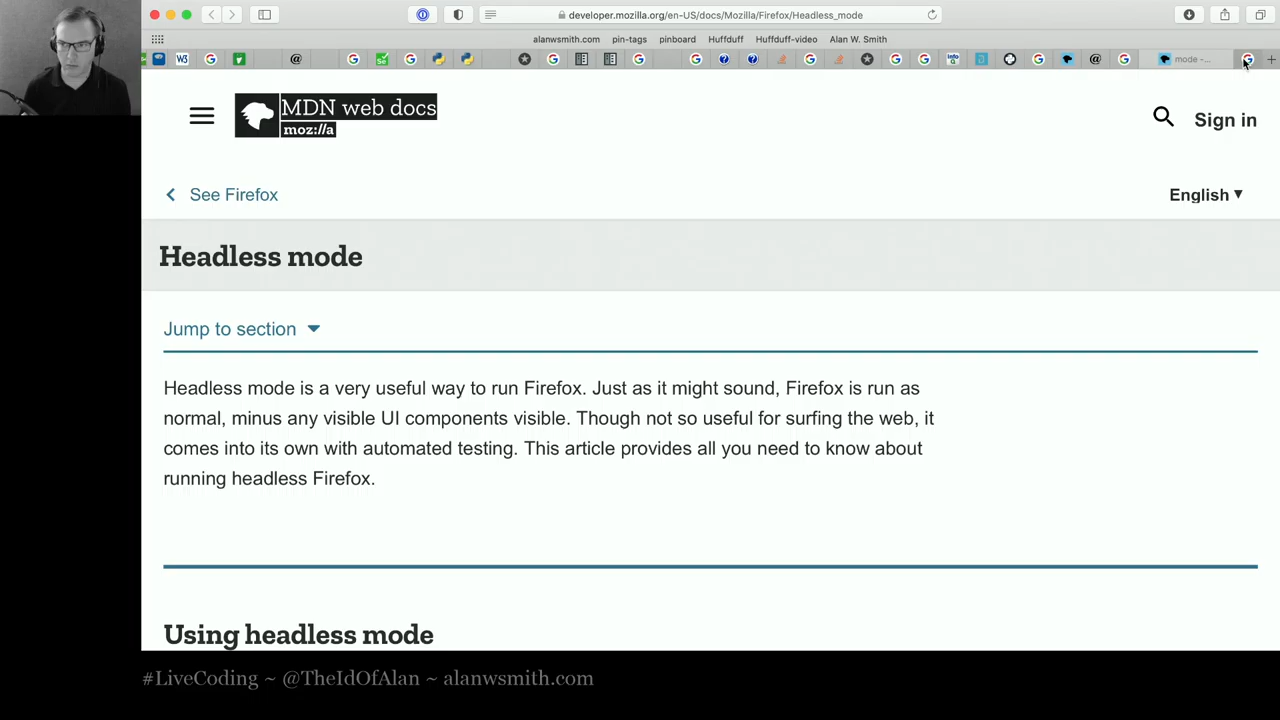 developer.mozilla.org/en-US/docs/Mozilla/Firefox/Headless_mode
alanwsmith.com pin-tags pinboard Huffduff Huffduff-video Alan W. Smith
mode -...
MDN web docs
moz://a
Sign in
See Firefox
English
Headless mode
Jump to section
Headless mode is a very useful way to run Firefox. Just as it might sound, Firefox is run as
normal, minus any visible UI components visible. Though not so useful for surfing the web, it
comes into its own with automated testing. This article provides all you need to know about
running headless Firefox.
Using headless mode
#LiveCoding ~ @TheIdOfAlan ~ alanwsmith.com